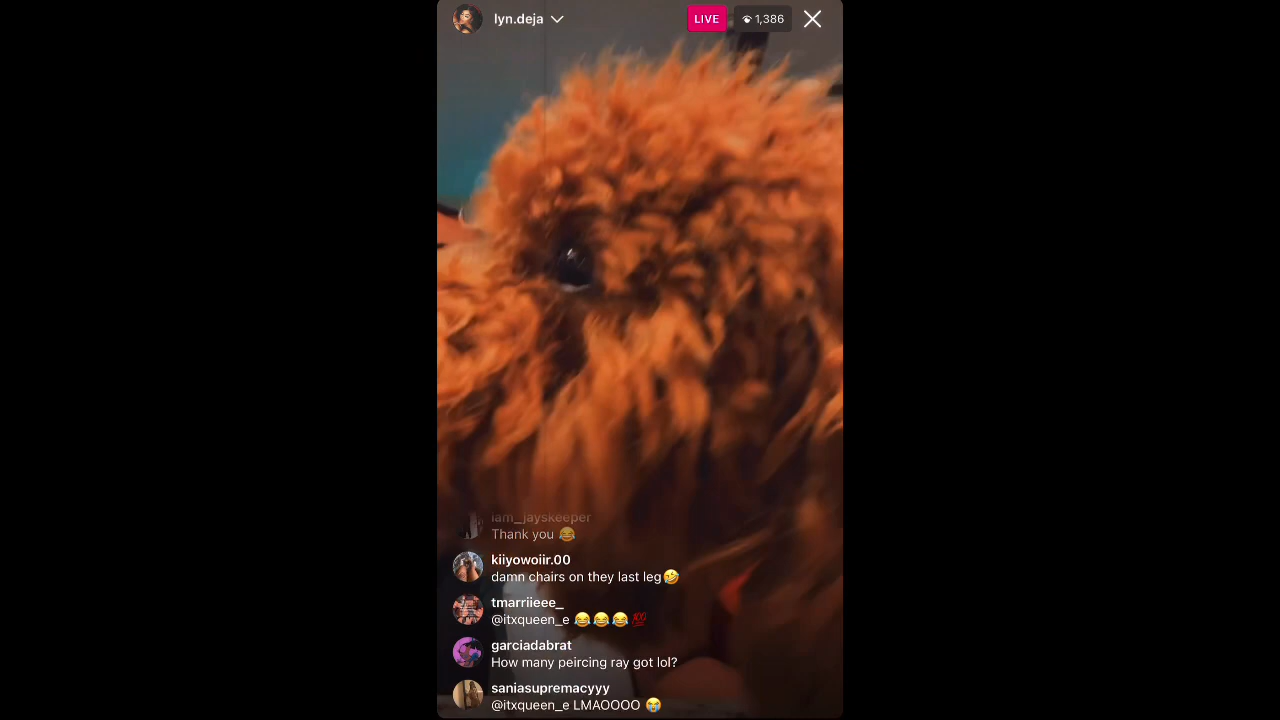 lyn.deja
LIVE
1,386
iam_jayskeeper
Thank you 😂
kiiyowoiir.00
damn chairs on they last leg🤣
tmarriieee_
@itxqueen_e 😂😂😂💯
garciadabrat
How many peircing ray got lol?
saniasupremacyyy
@itxqueen_e LMAOOOO 😭